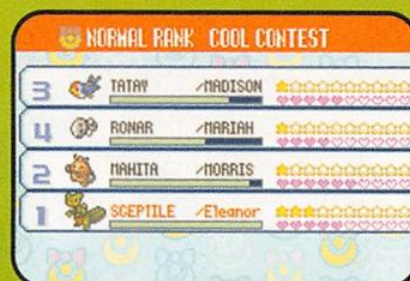 NORMAL RANK COOL CONTEST
3 TATAY /MADISON
4 RONAR /MARIAH
2 MAHITA /MORRIS
1 SCEPTILE /Eleanor